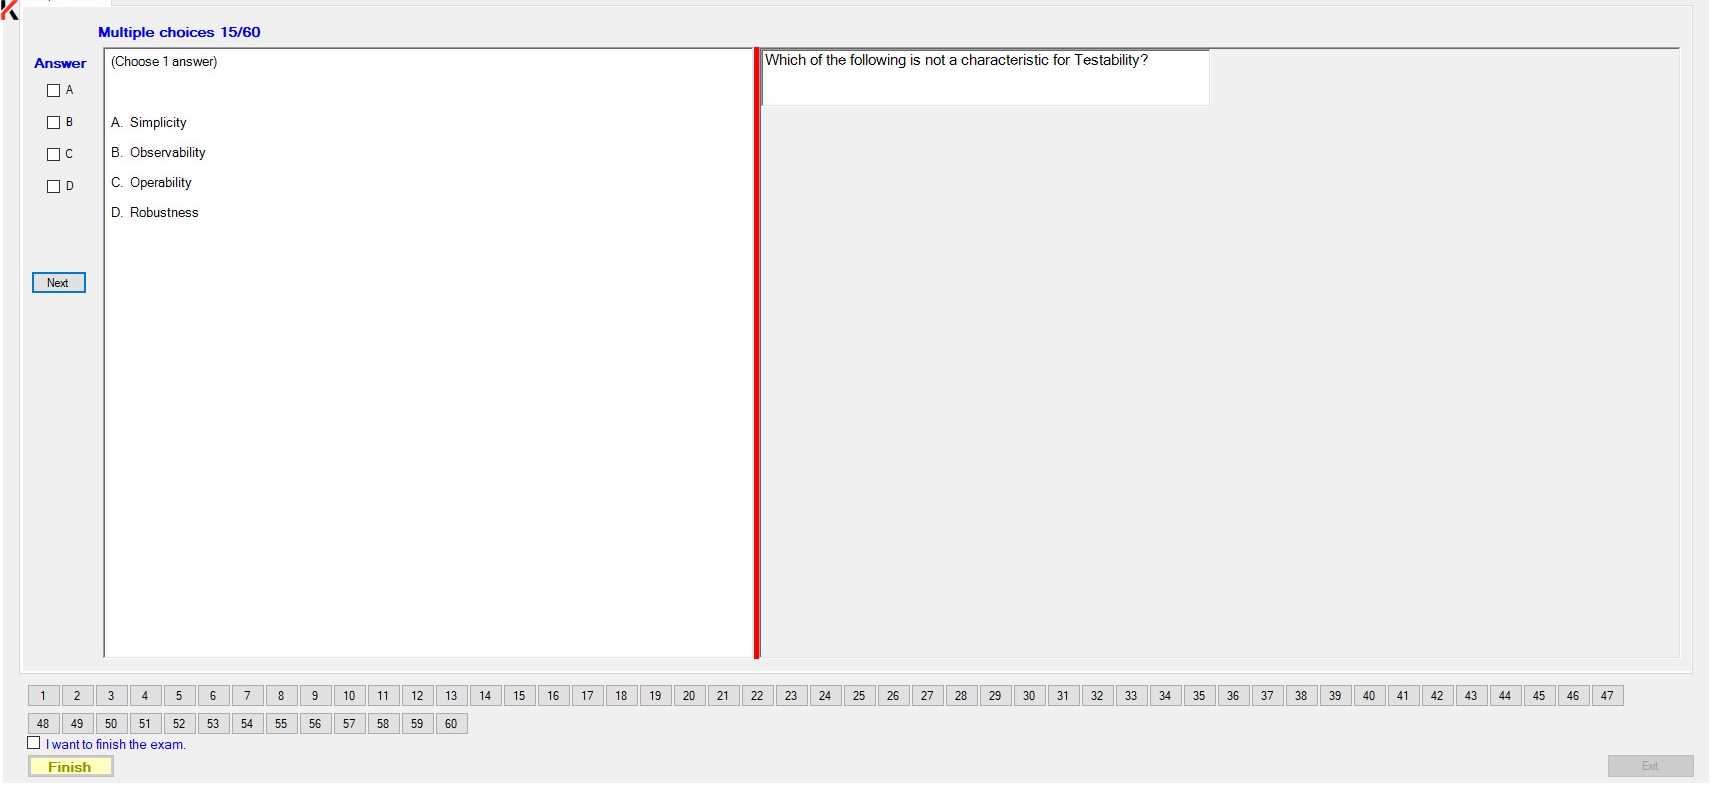 Multiple choices 15/60
Answer
A
B
C
D
Next
(Choose 1 answer)
A. Simplicity
B. Observability
C. Operability
D. Robustness
Which of the following is not a characteristic for Testability?
1 2 3 4 5 6 7 8 9 10 11 12 13 14 15 16 17 18 19 20 21 22 23 24 25 26 27 28 29 30 31 32 33 34 35 36 37 38 39 40 41 42 43 44 45 46 47
48 49 50 51 52 53 54 55 56 57 58 59 60
I want to finish the exam.
Finish
Exit